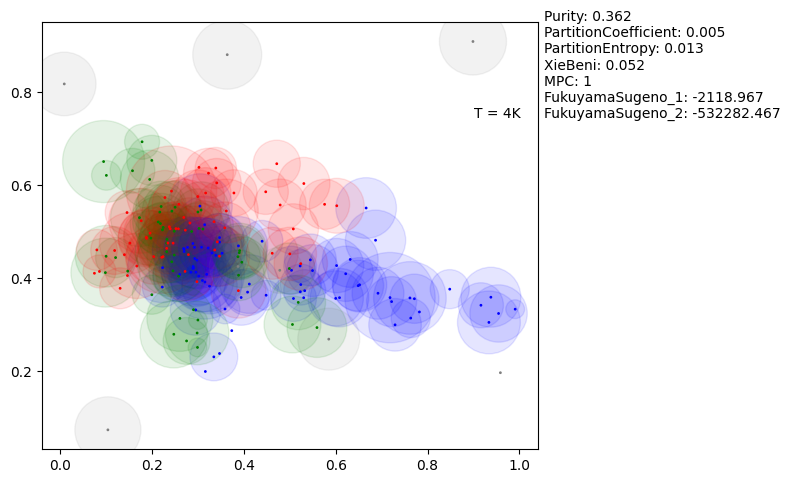 Purity: 0.362
PartitionCoefficient: 0.005
PartitionEntropy: 0.013
XieBeni: 0.052
MPC: 1
FukuyamaSugeno_1: -2118.967
FukuyamaSugeno_2: -532282.467
T = 4K
0.8
0.6
0.4
0.2
0.0 0.2 0.4 0.6 0.8 1.0